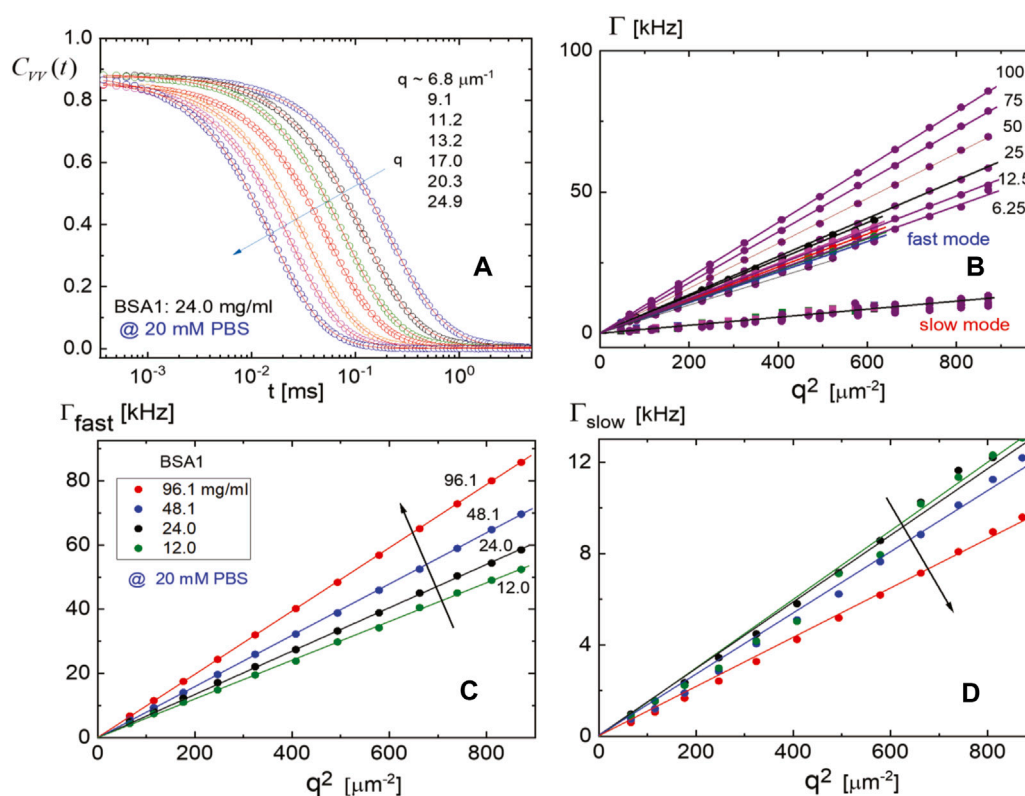 C_VV(t)
1.0
0.8
0.6
0.4
0.2
0.0
q ~ 6.8 μm⁻¹
9.1
11.2
13.2
q 17.0
20.3
24.9
A
BSA1: 24.0 mg/ml
@ 20 mM PBS
10⁻³ 10⁻² 10⁻¹ 10⁰
t [ms]
Γ [kHz]
100
50
0
100
75
50
25
12.5
6.25
B
fast mode
slow mode
0 200 400 600 800
q² [μm⁻²]
Γfast [kHz]
80
60
40
20
0
BSA1
96.1 mg/ml
48.1
24.0
12.0
@ 20 mM PBS
96.1
48.1
24.0
12.0
C
0 200 400 600 800
q² [μm⁻²]
Γslow [kHz]
12
8
4
0
D
0 200 400 600 800
q² [μm⁻²]